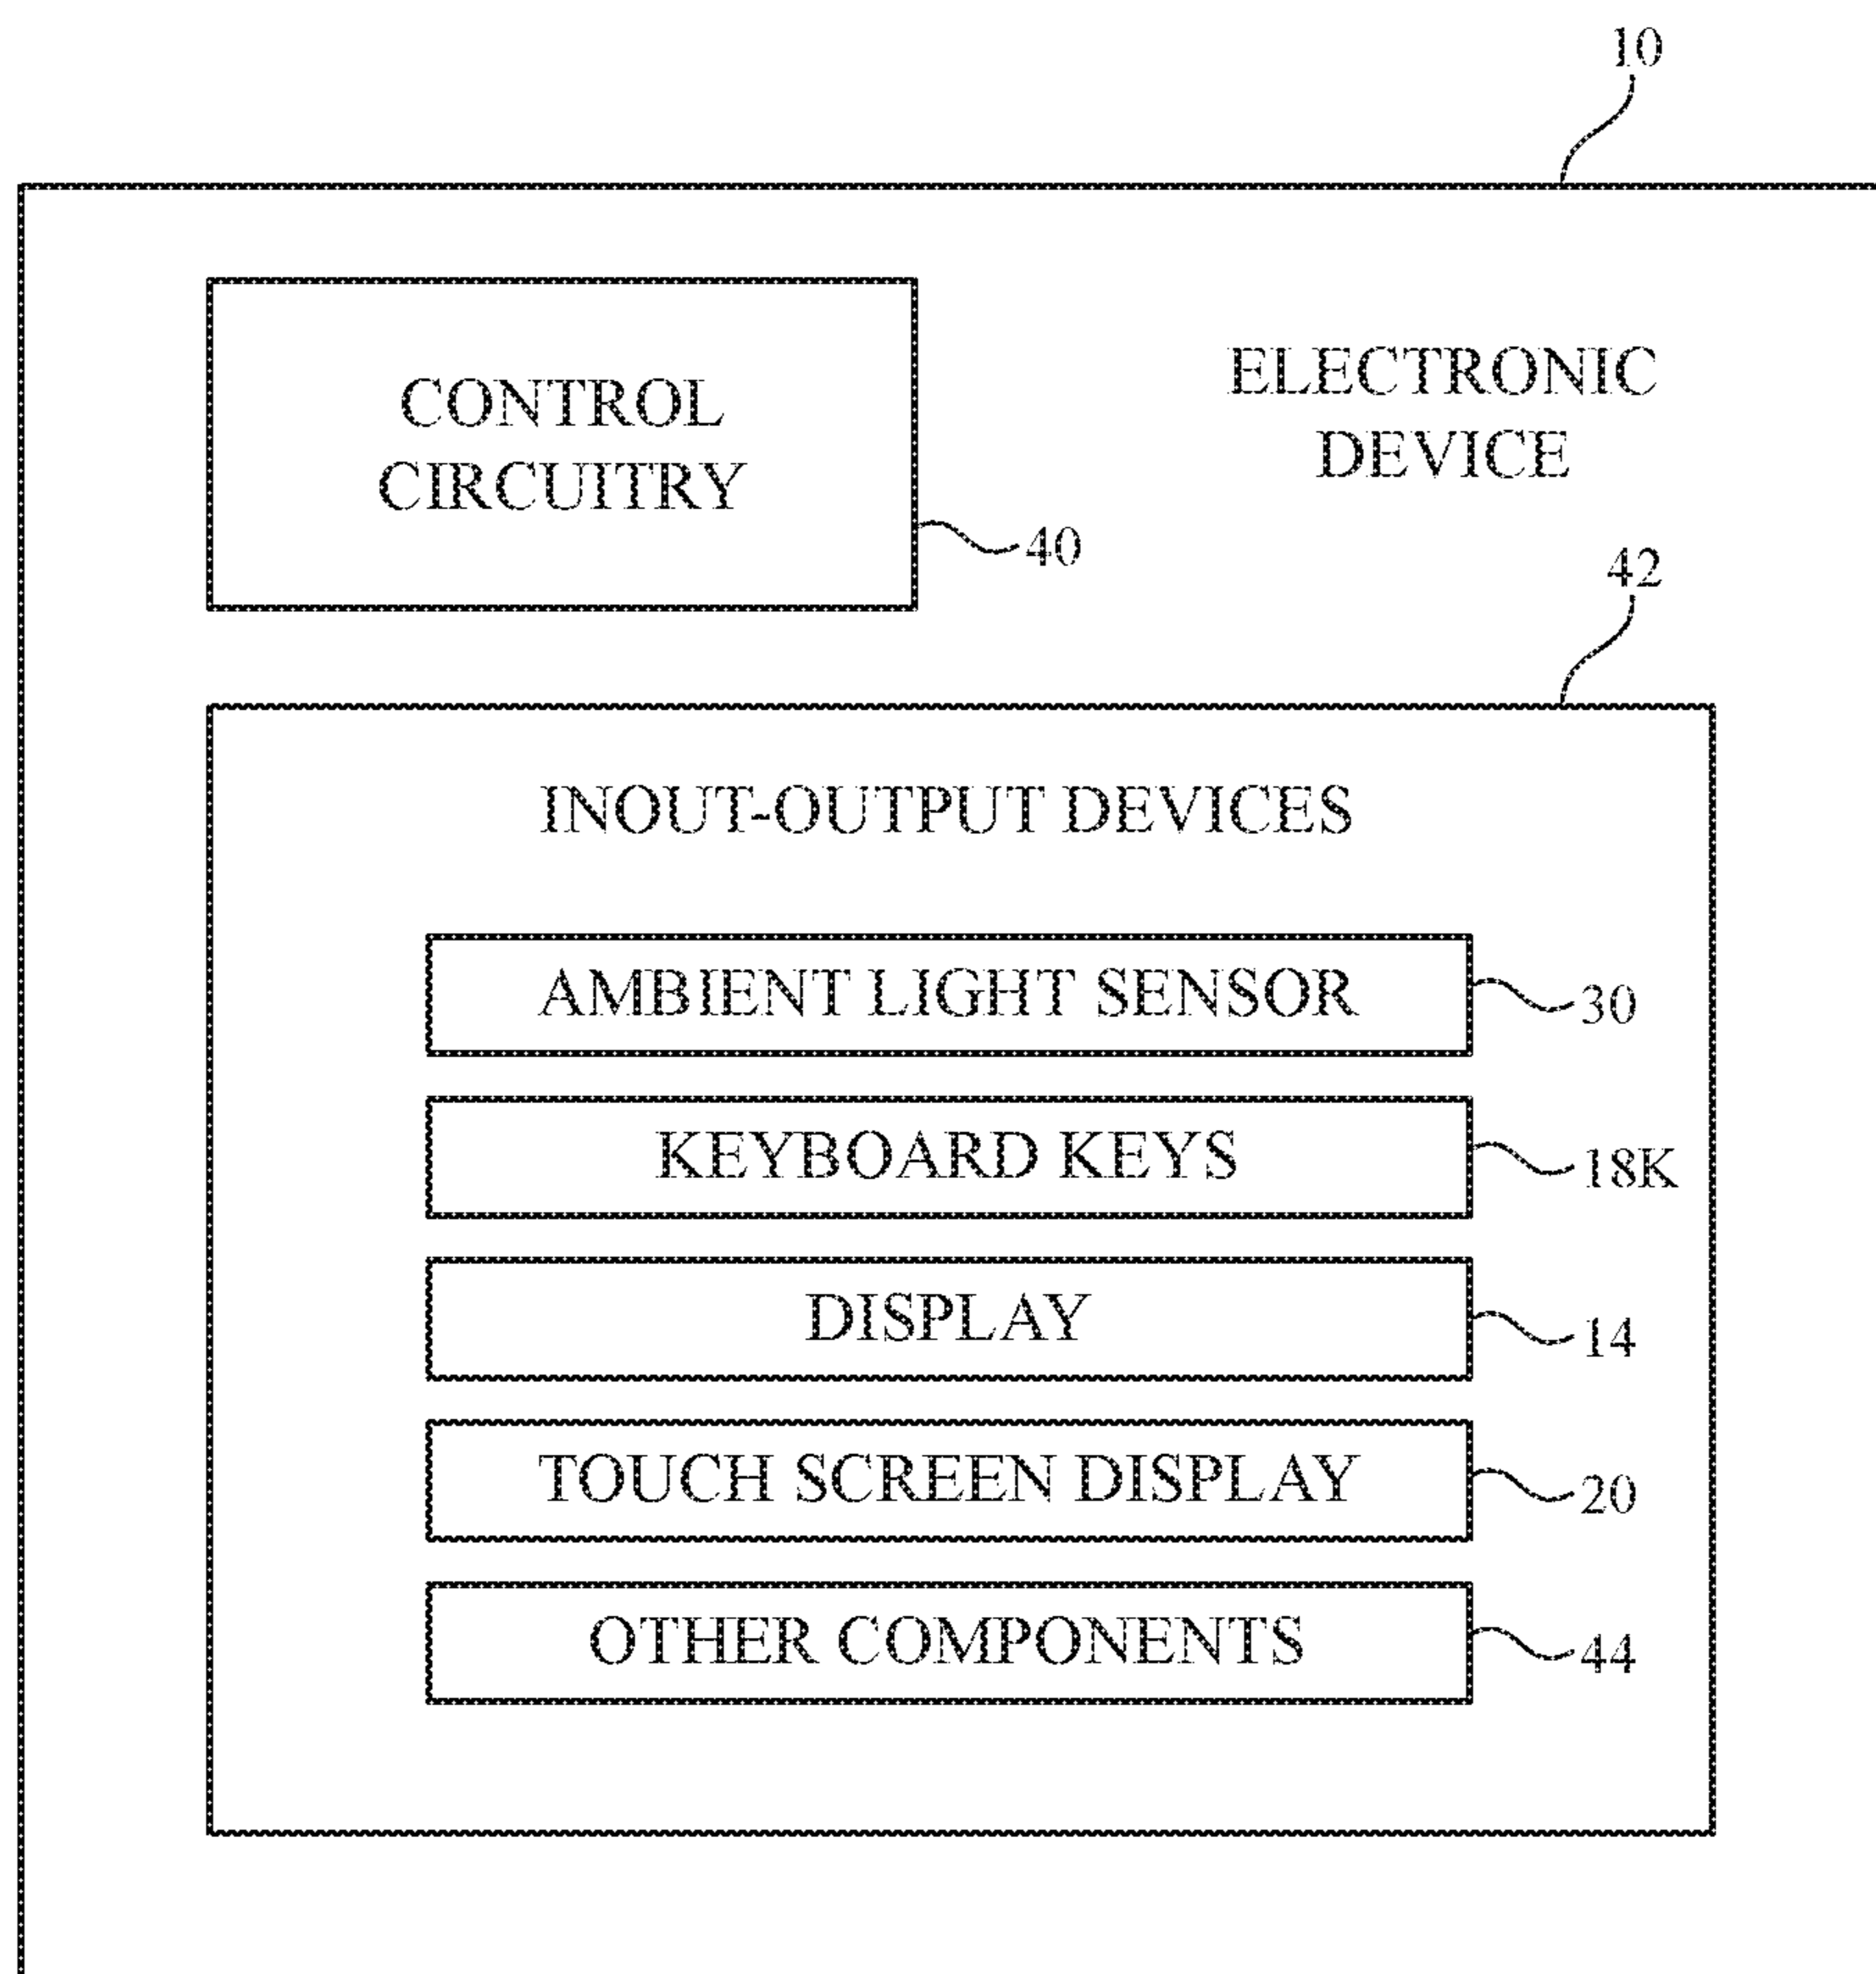 10
CONTROL
CIRCUITRY
40
ELECTRONIC
DEVICE
42
INOUT-OUTPUT DEVICES
AMBIENT LIGHT SENSOR
30
KEYBOARD KEYS
18K
DISPLAY
14
TOUCH SCREEN DISPLAY
20
OTHER COMPONENTS
44